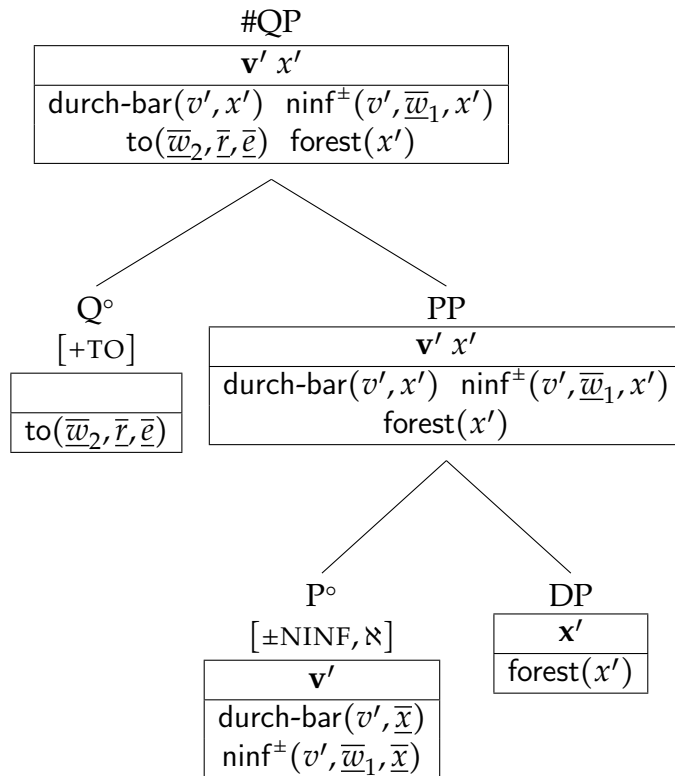 #QP
𝐯′ x′
durch-bar(v′, x′) ninf±(v′, w̲̅₁, x′)
to(w̲̅₂, r̲̅, e̲̅) forest(x′)
Q° PP
[+TO] 𝐯′ x′
durch-bar(v′, x′) ninf±(v′, w̲̅₁, x′)
to(w̲̅₂, r̲̅, e̲̅) forest(x′)
P° DP
[±NINF, ℵ] 𝐱′
𝐯′ forest(x′)
durch-bar(v′, x̲̅)
ninf±(v′, w̲̅₁, x̲̅)